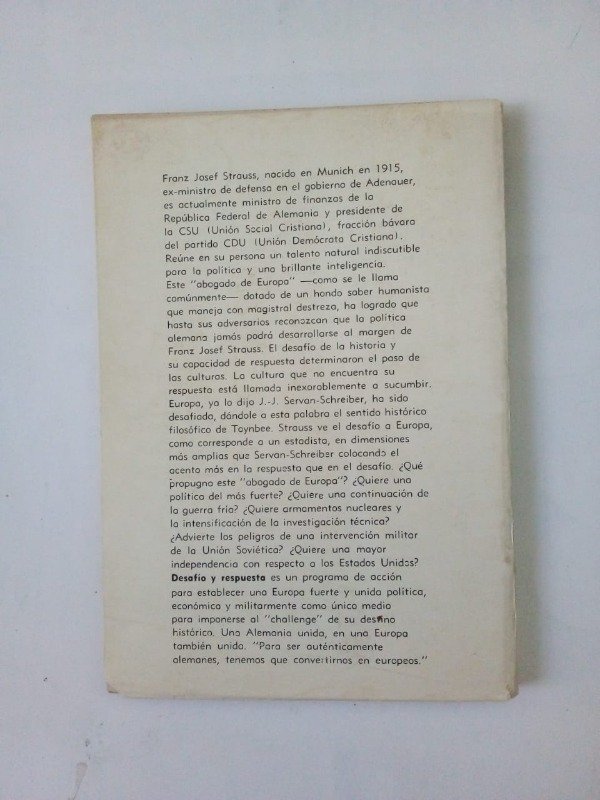 Franz Josef Strauss, nacido en Munich en 1915,
ex-ministro de defensa en el gobierno de Adenauer,
es actualmente ministro de finanzas de la
República Federal de Alemania y presidente de
la CSU (Unión Social Cristiana), fracción bávara
del partido CDU (Unión Demócrata Cristiana).
Reúne en su persona un talento natural indiscutible
para la política y una brillante inteligencia.
Este "abogado de Europa" —como se le llama
comúnmente— dotado de un hondo saber humanista
que maneja con magistral destreza, ha logrado que
hasta sus adversarios reconozcan que la política
alemana jamás podrá desarrollarse al margen de
Franz Josef Strauss. El desafío de la historia y
su capacidad de respuesta determinaron el paso de
las culturas. La cultura que no encuentra su
respuesta está llamada inexorablemente a sucumbir.
Europa, ya lo dijo J.-J. Servan-Schreiber, ha sido
desafiada, dándole a esta palabra el sentido histórico
filosófico de Toynbee. Strauss ve el desafío a Europa,
como corresponde a un estadista, en dimensiones
más amplias que Servan-Schreiber colocando el
acento más en la respuesta que en el desafío. ¿Qué
propugna este "abogado de Europa"? ¿Quiere una
política del más fuerte? ¿Quiere una continuación de
la guerra fría? ¿Quiere armamentos nucleares y
la intensificación de la investigación técnica?
¿Advierte los peligros de una intervención militar
de la Unión Soviética? ¿Quiere una mayor
independencia con respecto a los Estados Unidos?
Desafío y respuesta es un programa de acción
para establecer una Europa fuerte y unida política,
económica y militarmente como único medio
para imponerse al "challenge" de su destino
histórico. Una Alemania unida, en una Europa
también unida. "Para ser auténticamente
alemanes, tenemos que convertirnos en europeos."